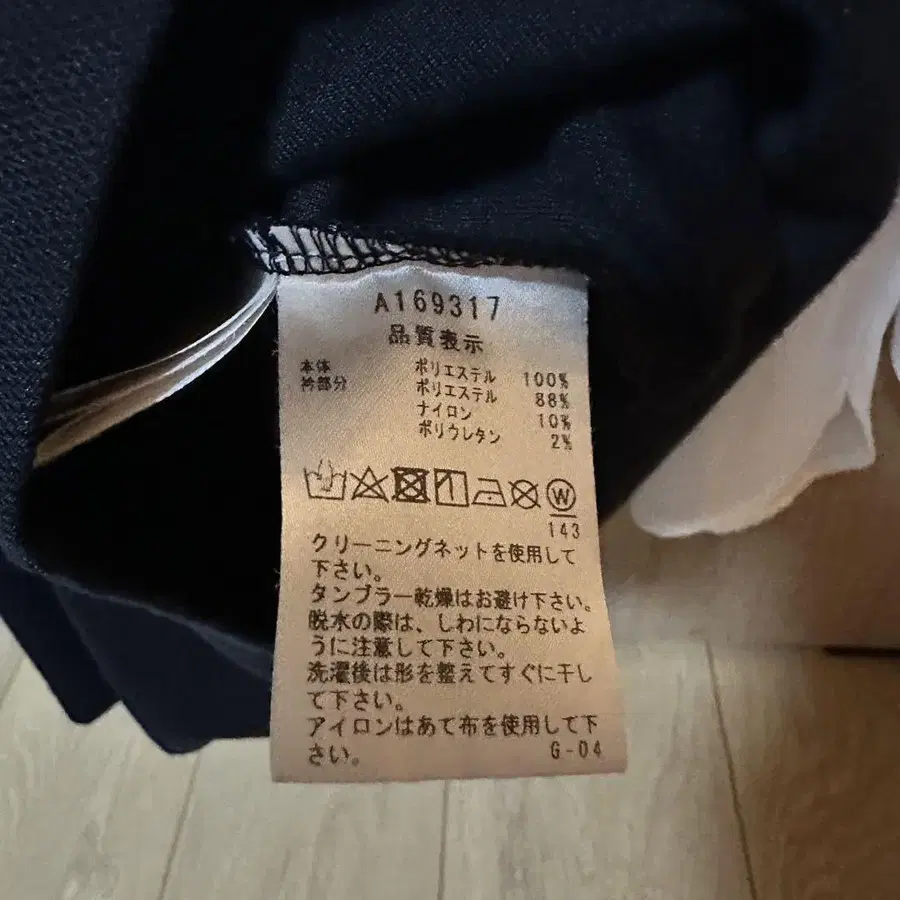 A169317
品質表示
本体 ポリエステル 100%
衿部分 ポリエステル 88%
ナイロン 10%
ポリウレタン 2%
W
143
クリーニングネットを使用して
下さい。
タンブラー乾燥はお避け下さい。
脱水の際は、しわにならないよ
うに注意して下さい。
洗濯後は形を整えてすぐに干し
て下さい。
アイロンはあて布を使用して下
さい。 G-04